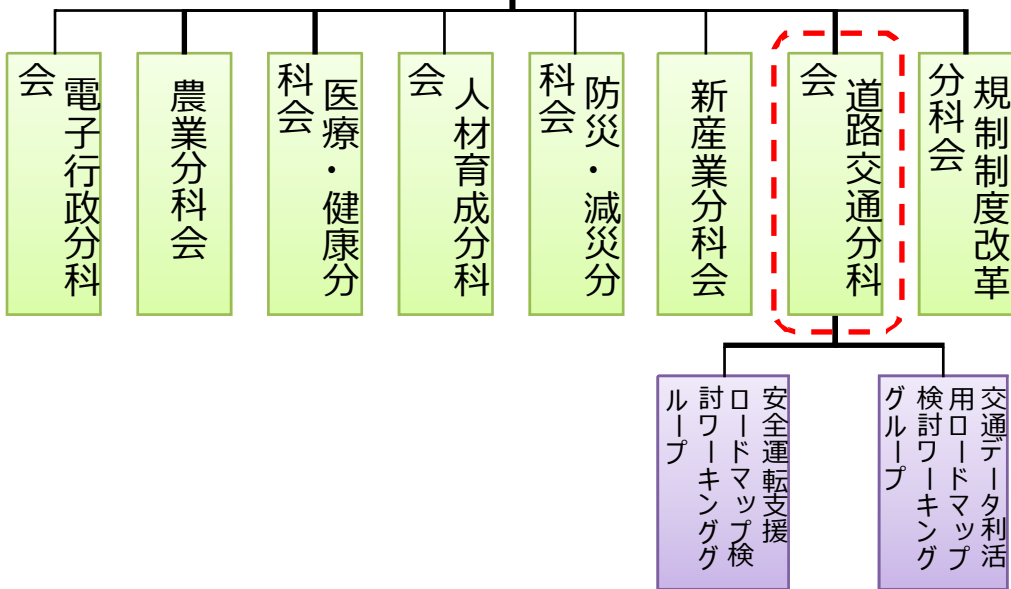 電子行政分科
会
農業分科会
医療・健康分
科会
人材育成分科
会
防災・減災分
科会
新産業分科会
道路交通分科
会
規制制度改革
分科会
安全運転支援
ロードマップ検
討ワーキンググ
ループ
交通データ利活
用ロードマップ
検討ワーキング
グループ